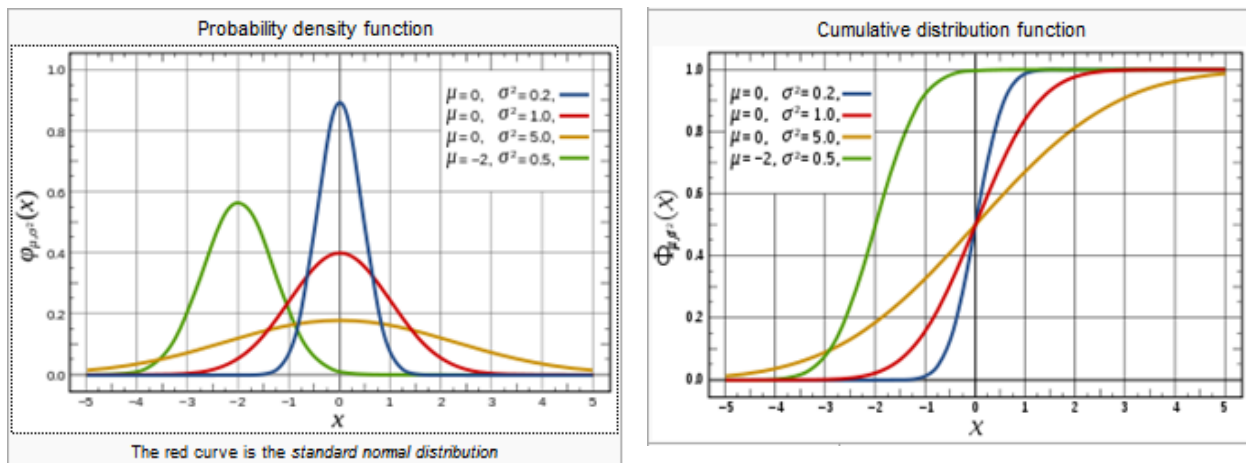 Probability density function
1.0
0.8
0.6
0.4
0.2
0.0
φμ,σ²(x)
μ=0, σ²=0.2,
μ=0, σ²=1.0,
μ=0, σ²=5.0,
μ=-2, σ²=0.5,
-5 -4 -3 -2 -1 0 1 2 3 4 5
x
The red curve is the standard normal distribution
Cumulative distribution function
1.0
0.8
0.6
0.4
0.2
0.0
Φμ,σ²(x)
μ=0, σ²=0.2,
μ=0, σ²=1.0,
μ=0, σ²=5.0,
μ=-2, σ²=0.5,
-5 -4 -3 -2 -1 0 1 2 3 4 5
x